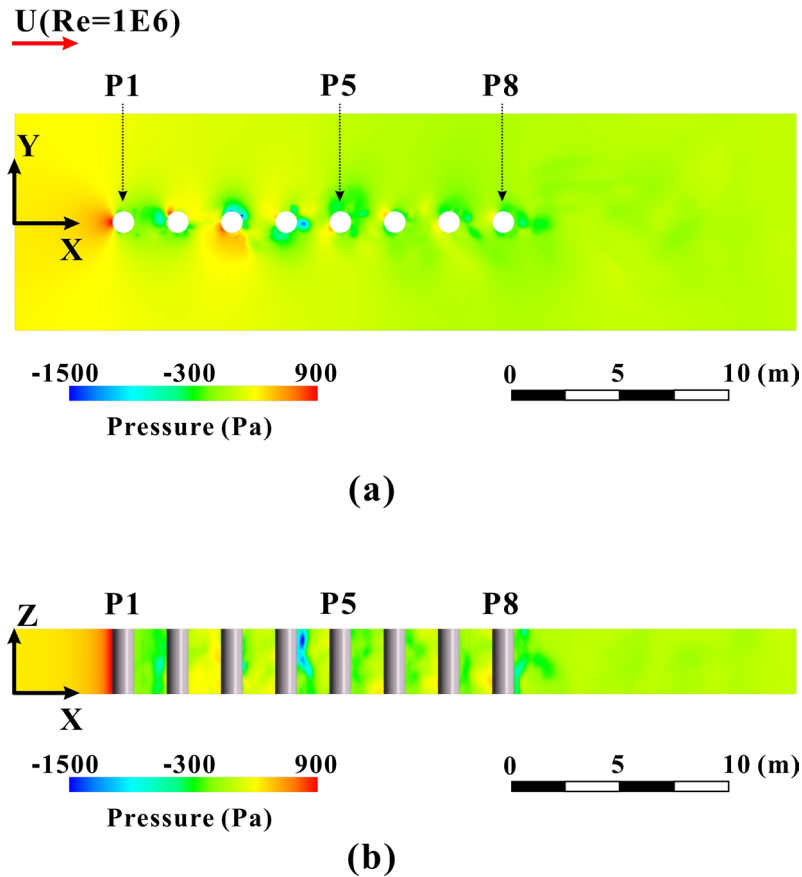 U(Re=1E6)
P1 P5 P8
Y
X
-1500 -300 900
Pressure (Pa)
0 5 10 (m)
(a)
P1 P5 P8
Z
X
-1500 -300 900
Pressure (Pa)
0 5 10 (m)
(b)